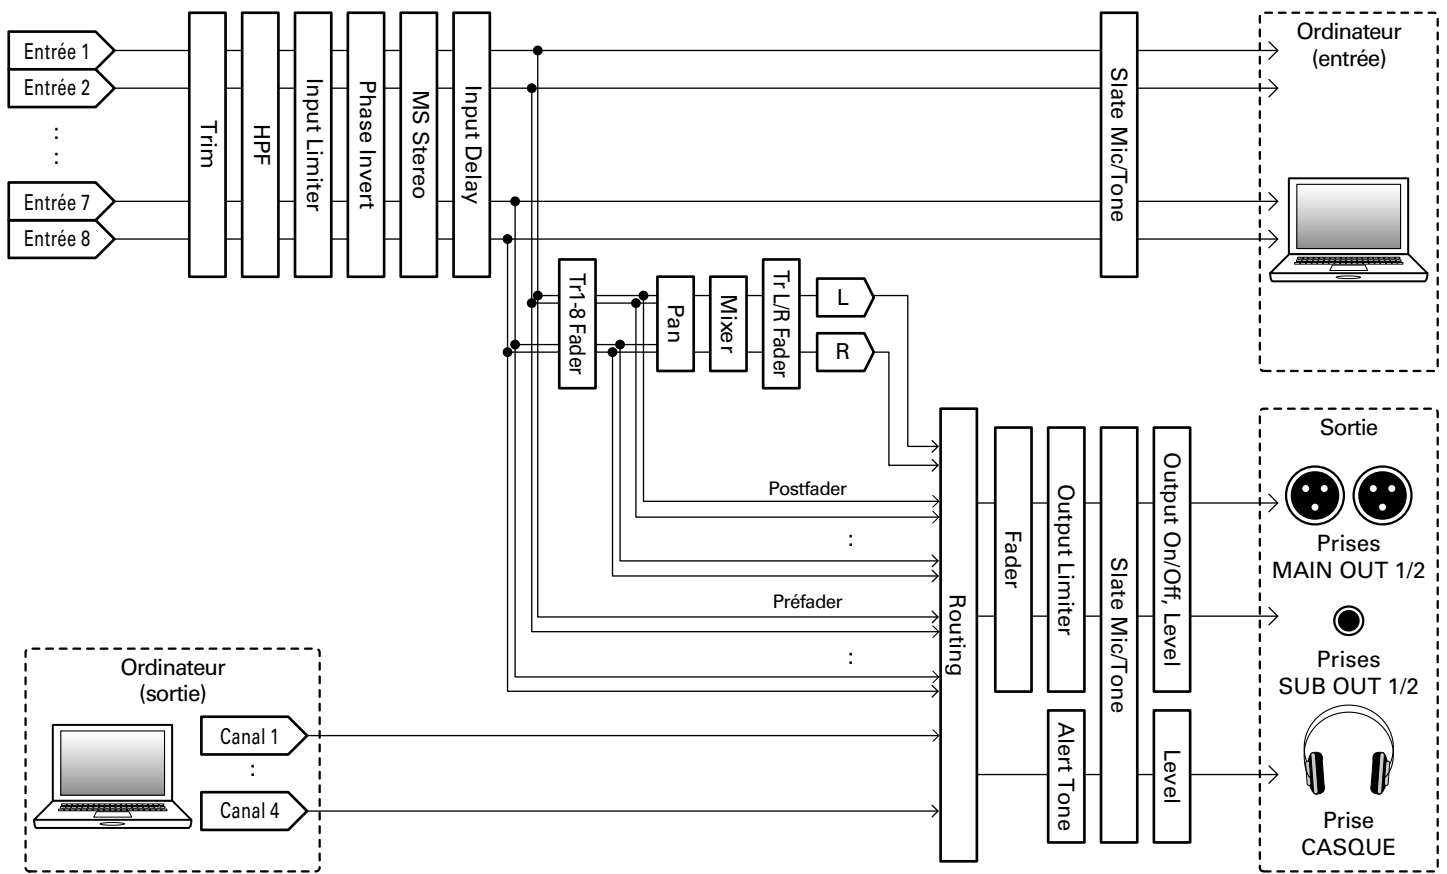 Entrée 1
Entrée 2
:
:
Entrée 7
Entrée 8
Trim
HPF
Input Limiter
Phase Invert
MS Stereo
Input Delay
Slate Mic/Tone
Ordinateur
(entrée)
Tr1-8 Fader
Pan
Mixer
Tr L/R Fader
L
R
Postfader
:
Préfader
:
Routing
Fader
Output Limiter
Slate Mic/Tone
Output On/Off, Level
Alert Tone
Level
Sortie
Prises
MAIN OUT 1/2
Prises
SUB OUT 1/2
Prise
CASQUE
Ordinateur
(sortie)
Canal 1
:
Canal 4